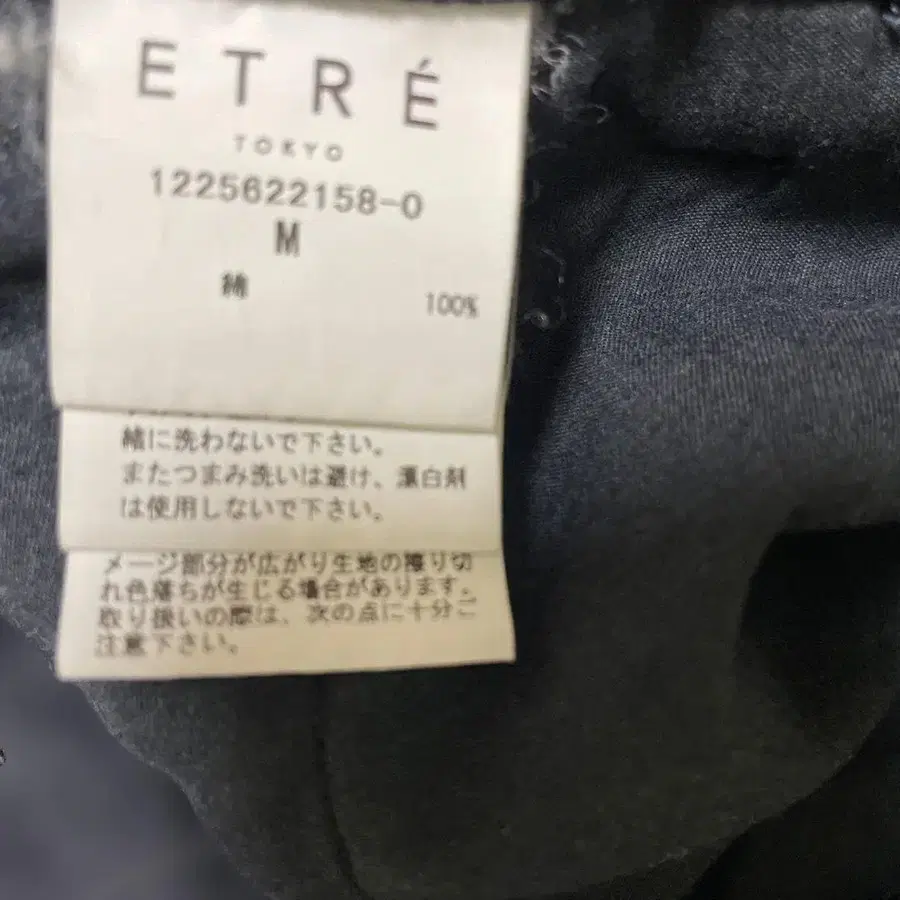 ETRÉ
TOKYO
1225622158-0
M
綿 100%
緒に洗わないで下さい。
またつまみ洗いは避け、漂白剤
は使用しないで下さい。
メージ部分が広がり生地の擦り切
れ色落ちが生じる場合があります。
取り扱いの際は、次の点に十分ご
注意下さい。